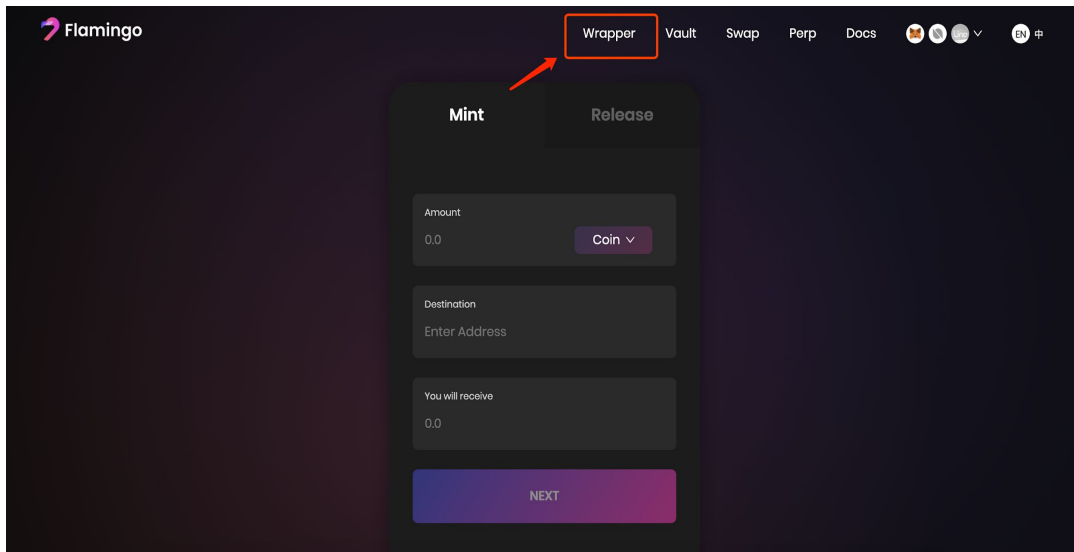 Flamingo
Wrapper Vault Swap Perp Docs EN 中
Mint Release
Amount
0.0 Coin
Destination
Enter Address
You will receive
0.0
NEXT